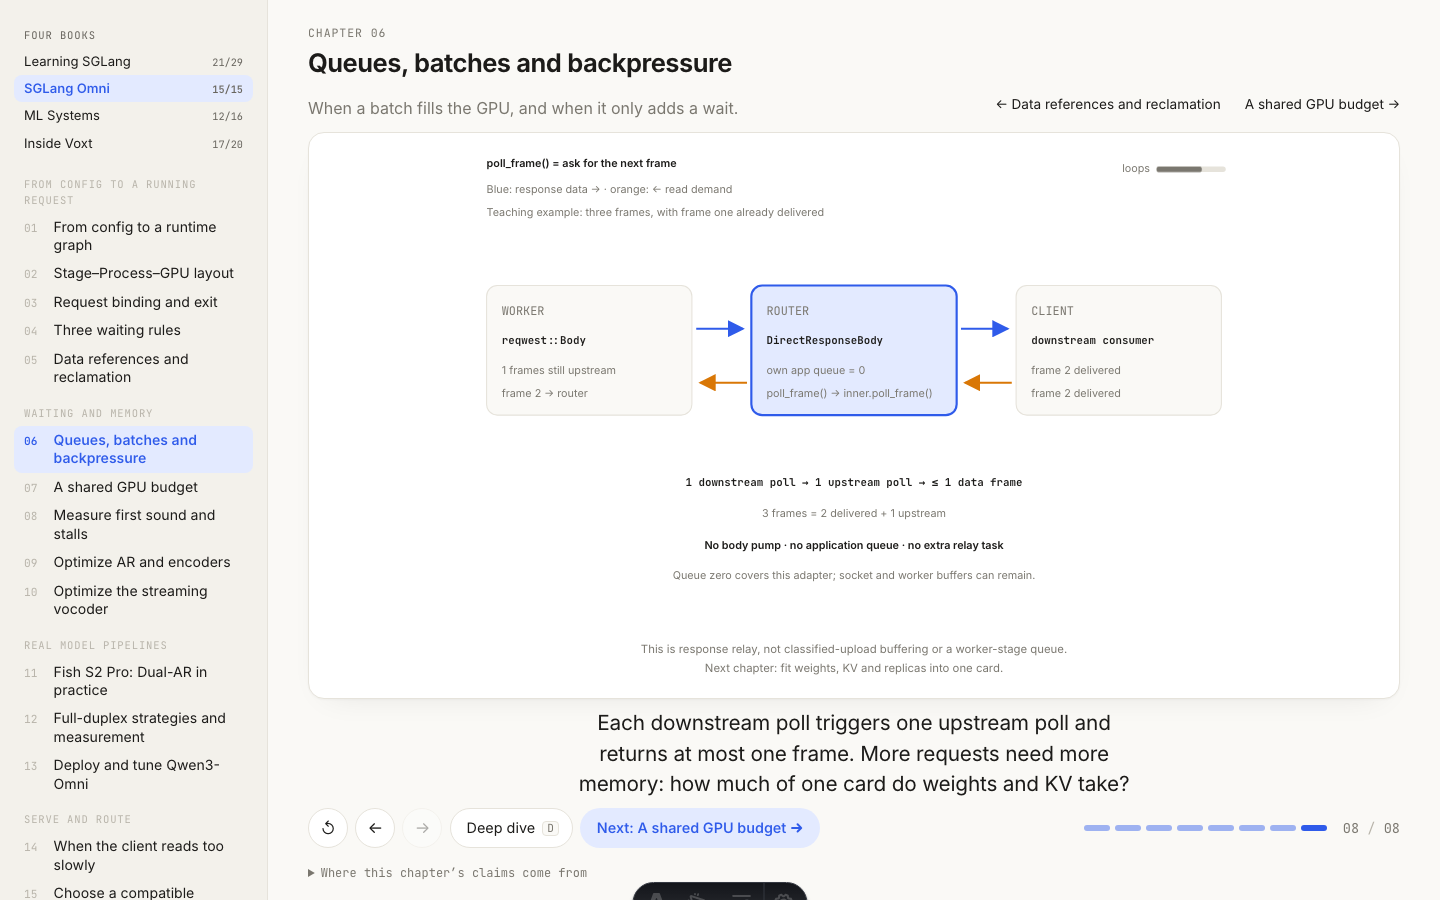 FOUR BOOKS
Learning SGLang 21/29
SGLang Omni 15/15
ML Systems 12/16
Inside Voxt 17/20
FROM CONFIG TO A RUNNING
REQUEST
01 From config to a runtime
graph
02 Stage–Process–GPU layout
03 Request binding and exit
04 Three waiting rules
05 Data references and
reclamation
WAITING AND MEMORY
06 Queues, batches and
backpressure
07 A shared GPU budget
08 Measure first sound and
stalls
09 Optimize AR and encoders
10 Optimize the streaming
vocoder
REAL MODEL PIPELINES
11 Fish S2 Pro: Dual-AR in
practice
12 Full-duplex strategies and
measurement
13 Deploy and tune Qwen3-
Omni
SERVE AND ROUTE
14 When the client reads too
slowly
15 Choose a compatible
CHAPTER 06
Queues, batches and backpressure
When a batch fills the GPU, and when it only adds a wait.
← Data references and reclamation A shared GPU budget →
poll_frame() = ask for the next frame
loops
Blue: response data → · orange: ← read demand
Teaching example: three frames, with frame one already delivered
WORKER
reqwest::Body
1 frames still upstream
frame 2 → router
ROUTER
DirectResponseBody
own app queue = 0
poll_frame() → inner.poll_frame()
CLIENT
downstream consumer
frame 2 delivered
frame 2 delivered
1 downstream poll → 1 upstream poll → ≤ 1 data frame
3 frames = 2 delivered + 1 upstream
No body pump · no application queue · no extra relay task
Queue zero covers this adapter; socket and worker buffers can remain.
This is response relay, not classified-upload buffering or a worker-stage queue.
Next chapter: fit weights, KV and replicas into one card.
Each downstream poll triggers one upstream poll and
returns at most one frame. More requests need more
memory: how much of one card do weights and KV take?
Deep dive D
Next: A shared GPU budget →
08 / 08
▶ Where this chapter's claims come from